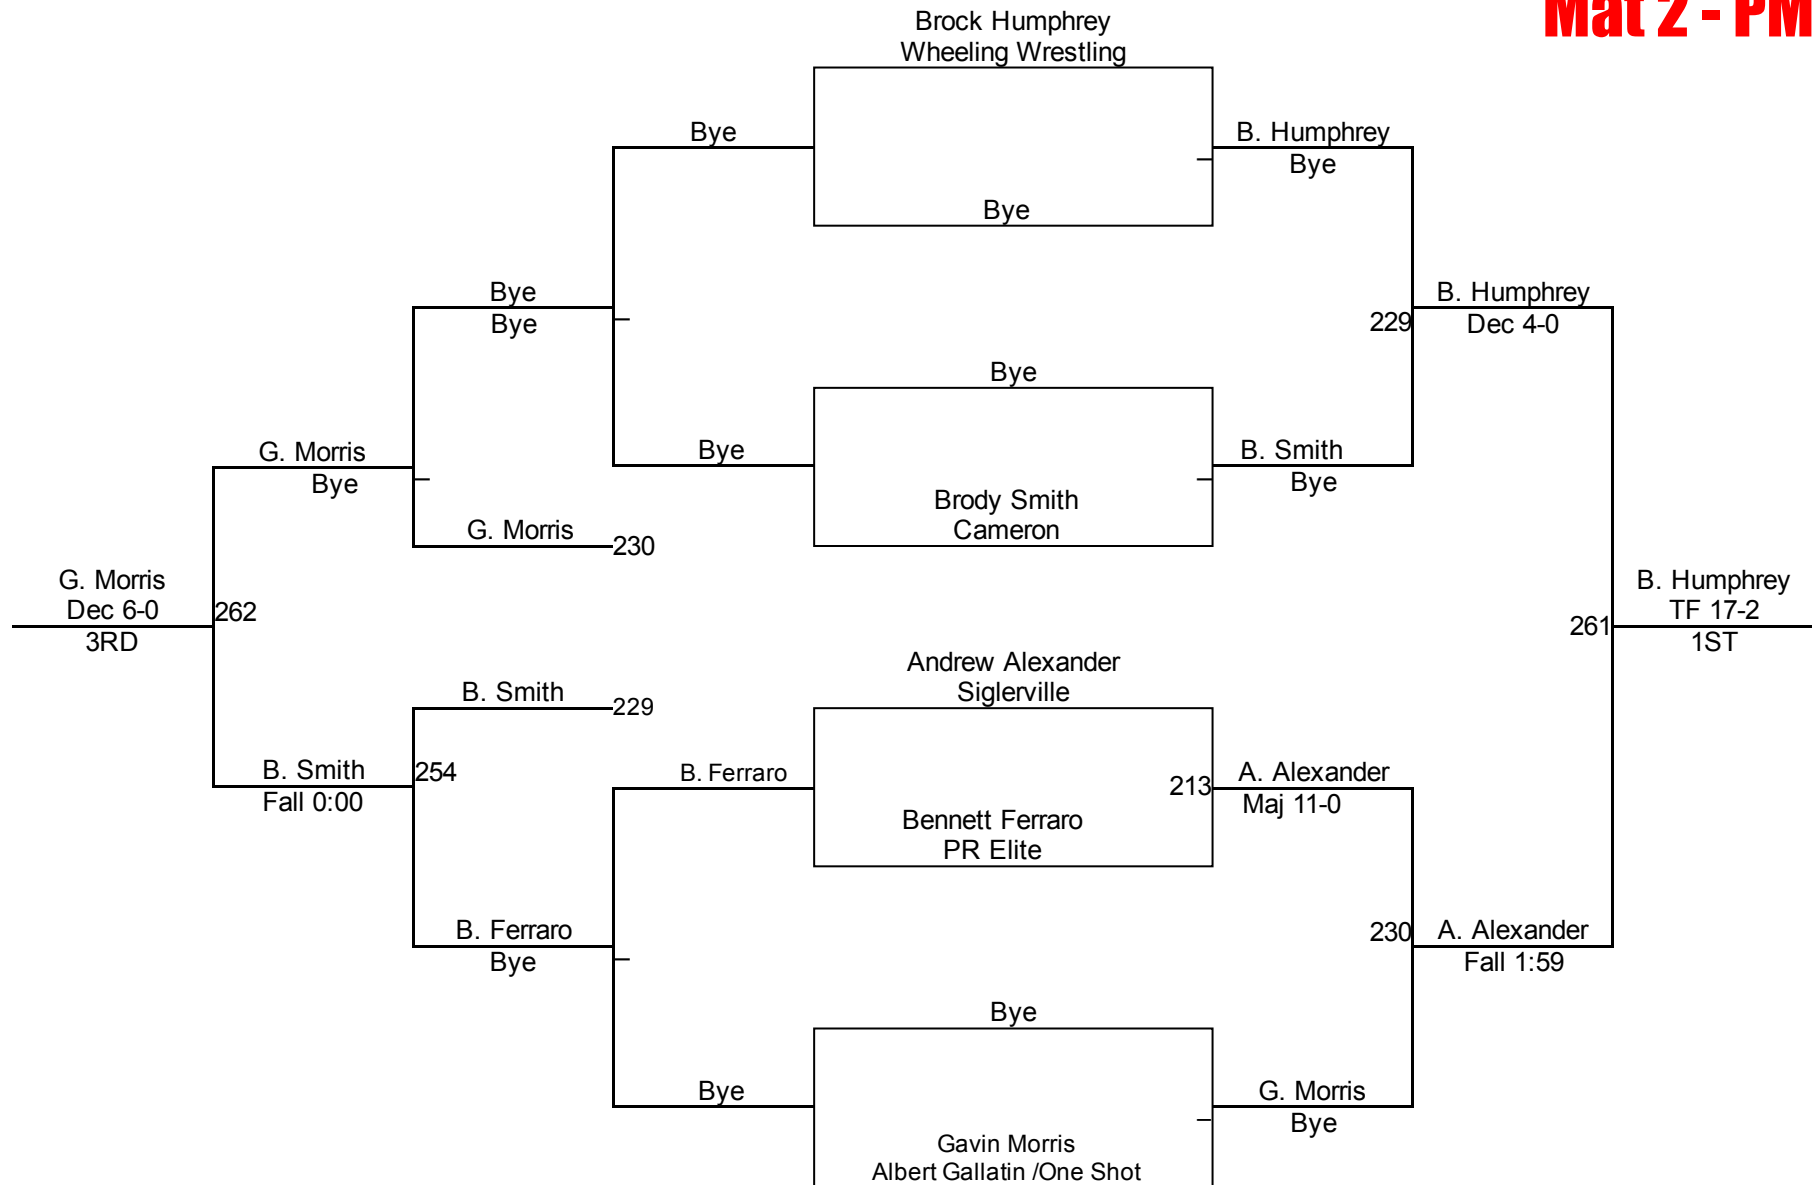 Mat 2 - PM
Brock Humphrey
Wheeling Wrestling
Bye
B. Humphrey
Bye
Bye
Bye
Bye
B. Humphrey
229
Dec 4-0
Bye
G. Morris
Bye
Bye
B. Smith
Bye
Brody Smith
Cameron
G. Morris
230
G. Morris
Dec 6-0
262
3RD
B. Humphrey
TF 17-2
261
1ST
Andrew Alexander
Siglerville
B. Smith
229
B. Smith
254
Fall 0:00
B. Ferraro
213
A. Alexander
Maj 11-0
Bennett Ferraro
PR Elite
B. Ferraro
Bye
230
A. Alexander
Fall 1:59
Bye
Bye
G. Morris
Bye
Gavin Morris
Albert Gallatin /One Shot